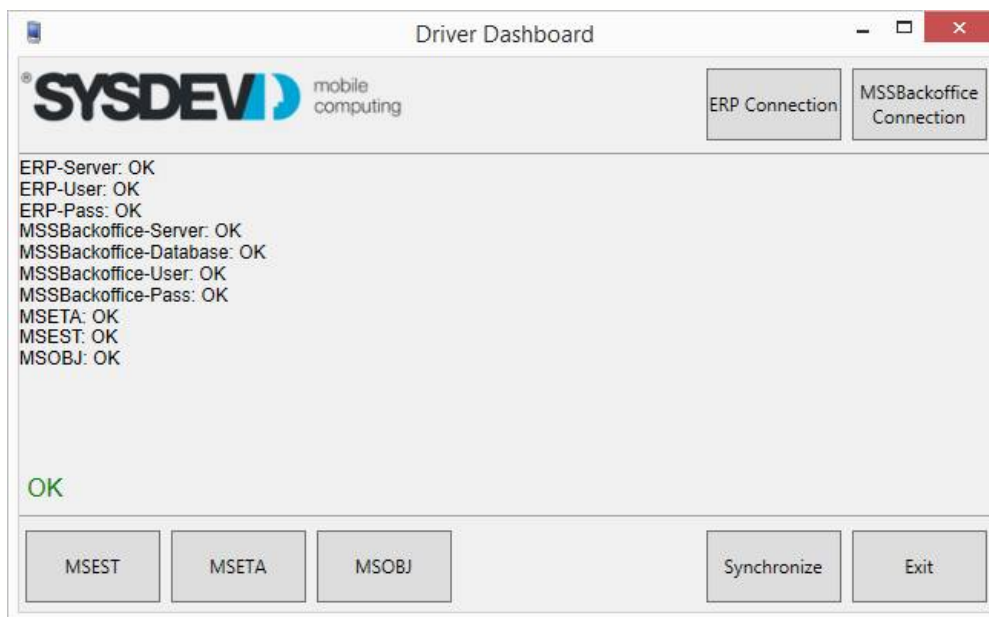 Driver Dashboard
®SYSDEV
mobile
computing
ERP Connection
MSSBackoffice
Connection
ERP-Server: OK
ERP-User: OK
ERP-Pass: OK
MSSBackoffice-Server: OK
MSSBackoffice-Database: OK
MSSBackoffice-User: OK
MSSBackoffice-Pass: OK
MSETA: OK
MSEST: OK
MSOBJ: OK
OK
MSEST
MSETA
MSOBJ
Synchronize
Exit